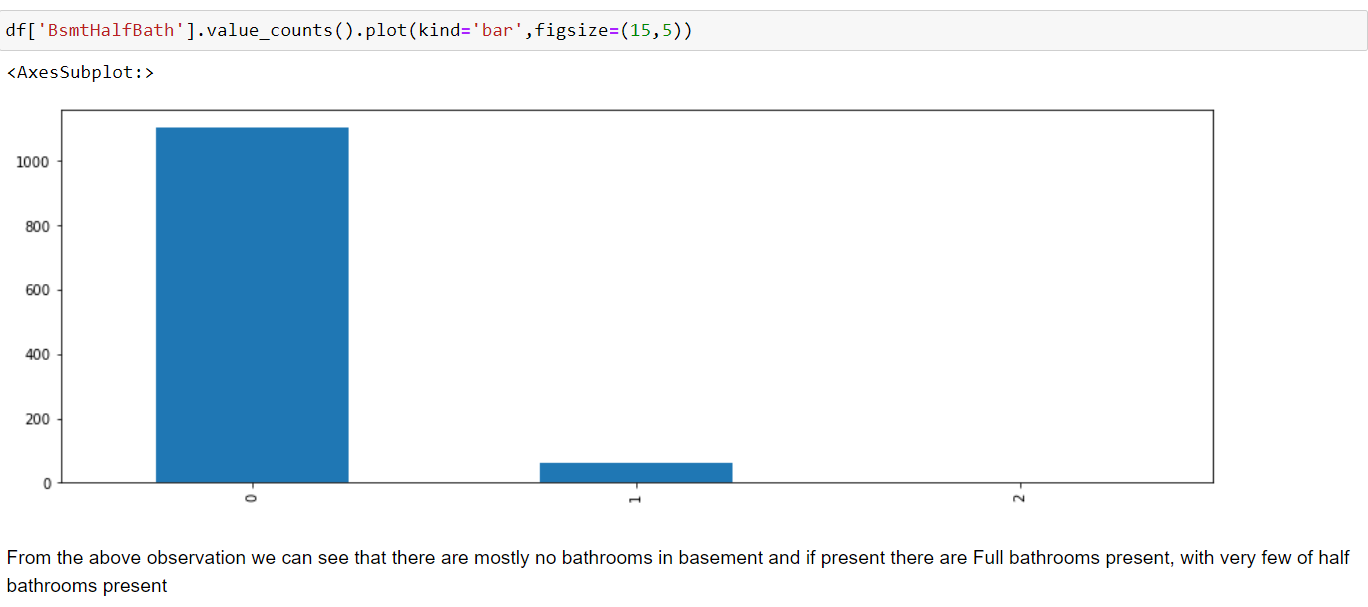 df['BsmtHalfBath'].value_counts().plot(kind='bar',figsize=(15,5))
<AxesSubplot:>
1000
800
600
400
200
0
0 1 2
From the above observation we can see that there are mostly no bathrooms in basement and if present there are Full bathrooms present, with very few of half
bathrooms present